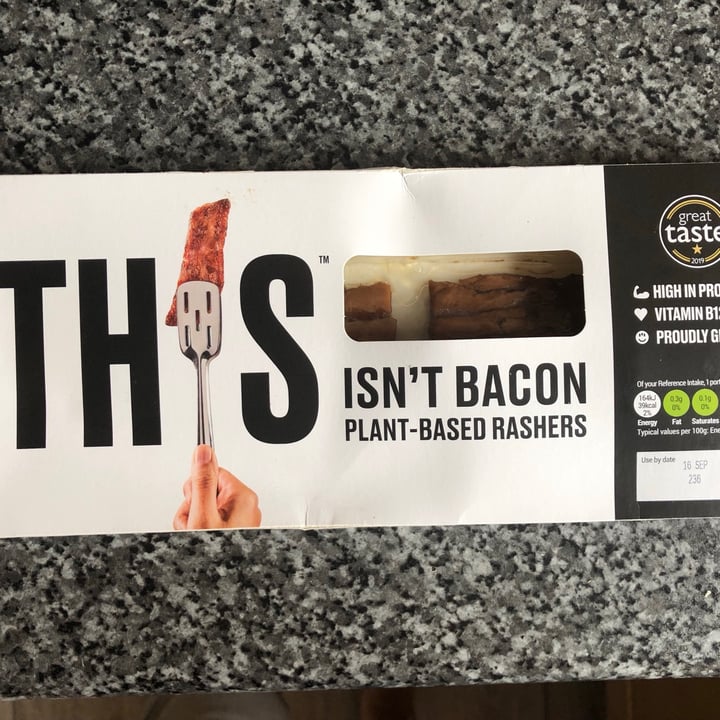 THIS™
ISN'T BACON
PLANT-BASED RASHERS
great
taste
2019
HIGH IN PRO
VITAMIN B12
PROUDLY G
Of your Reference Intake, 1 port
164kJ
39kcal
2%
0.3g
0%
0.1g
0%
Energy Fat Saturates
Typical values per 100g: Ene
Use by date
16 SEP
236